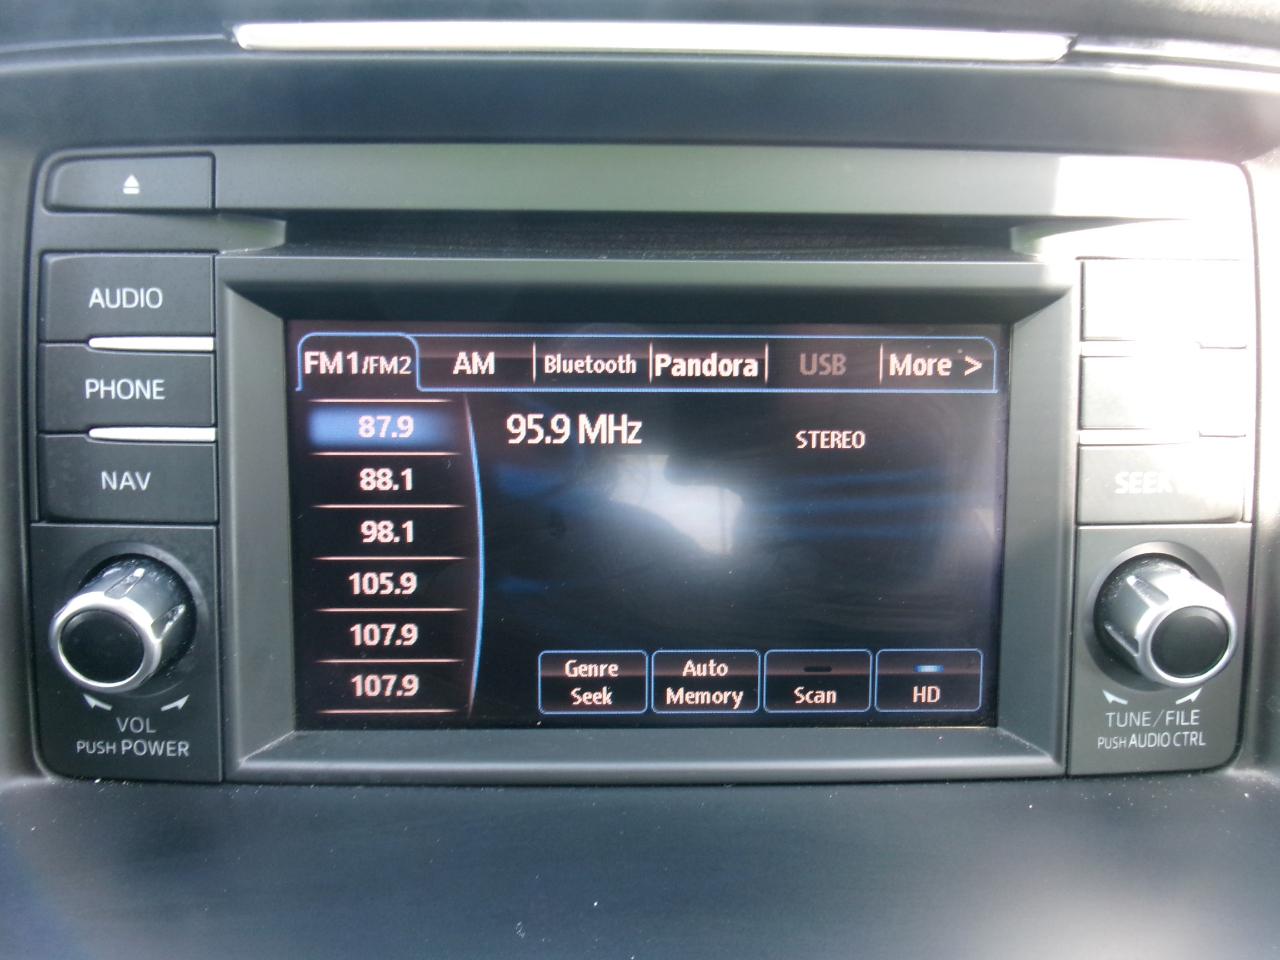 AUDIO
PHONE
NAV
VOL
PUSH POWER
FM1/FM2 AM Bluetooth Pandora USB More >
87.9
88.1
98.1
105.9
107.9
107.9
95.9 MHz
STEREO
Genre
Seek
Auto
Memory
Scan
HD
SEEK
TUNE/FILE
PUSH AUDIO CTRL